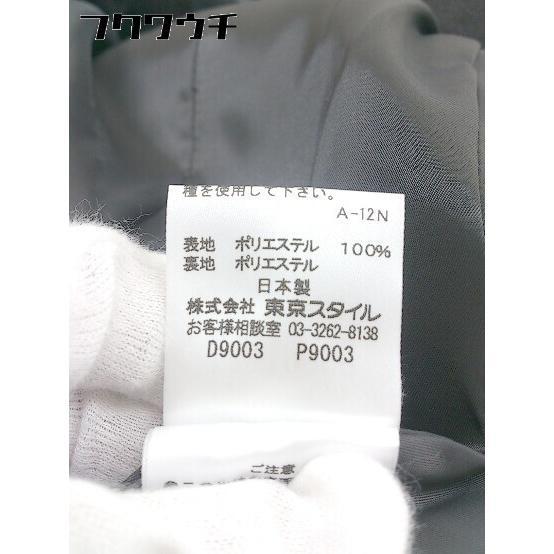 フクワウチ
種を使用して下さい。
A-12N
表地 ポリエステル 100%
裏地 ポリエステル
日本製
株式会社 東京スタイル
お客様相談室 03-3262-8138
D9003 P9003
ご注意